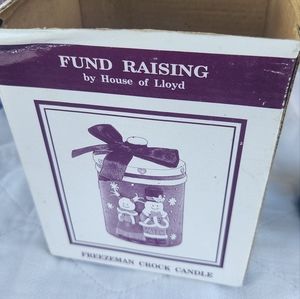 FUND RAISING
by House of Lloyd
FREEZEMAN CROCK CANDLE